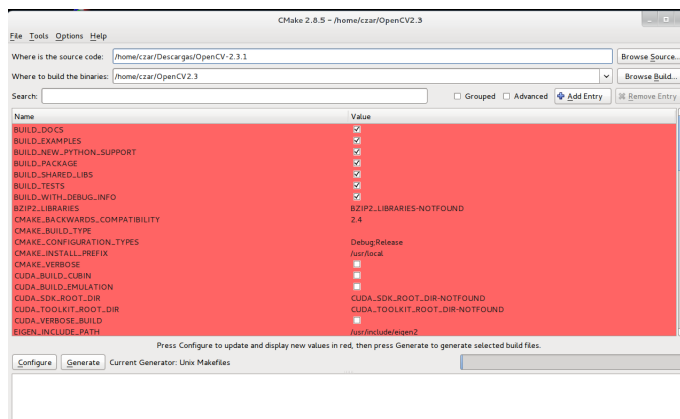 CMake 2.8.5 - /home/czar/OpenCV2.3
File Tools Options Help
Where is the source code: /home/czar/Descargas/OpenCV-2.3.1 Browse Source...
Where to build the binaries: /home/czar/OpenCV2.3 Browse Build...
Search: Grouped Advanced Add Entry Remove Entry
Name Value
BUILD_DOCS
BUILD_EXAMPLES
BUILD_NEW_PYTHON_SUPPORT
BUILD_PACKAGE
BUILD_SHARED_LIBS
BUILD_TESTS
BUILD_WITH_DEBUG_INFO
BZIP2_LIBRARIES BZIP2_LIBRARIES-NOTFOUND
CMAKE_BACKWARDS_COMPATIBILITY 2.4
CMAKE_BUILD_TYPE
CMAKE_CONFIGURATION_TYPES Debug;Release
CMAKE_INSTALL_PREFIX /usr/local
CMAKE_VERBOSE
CUDA_BUILD_CUBIN
CUDA_BUILD_EMULATION
CUDA_SDK_ROOT_DIR CUDA_SDK_ROOT_DIR-NOTFOUND
CUDA_TOOLKIT_ROOT_DIR CUDA_TOOLKIT_ROOT_DIR-NOTFOUND
CUDA_VERBOSE_BUILD
EIGEN_INCLUDE_PATH /usr/include/eigen2
Press Configure to update and display new values in red, then press Generate to generate selected build files.
Configure Generate Current Generator: Unix Makefiles